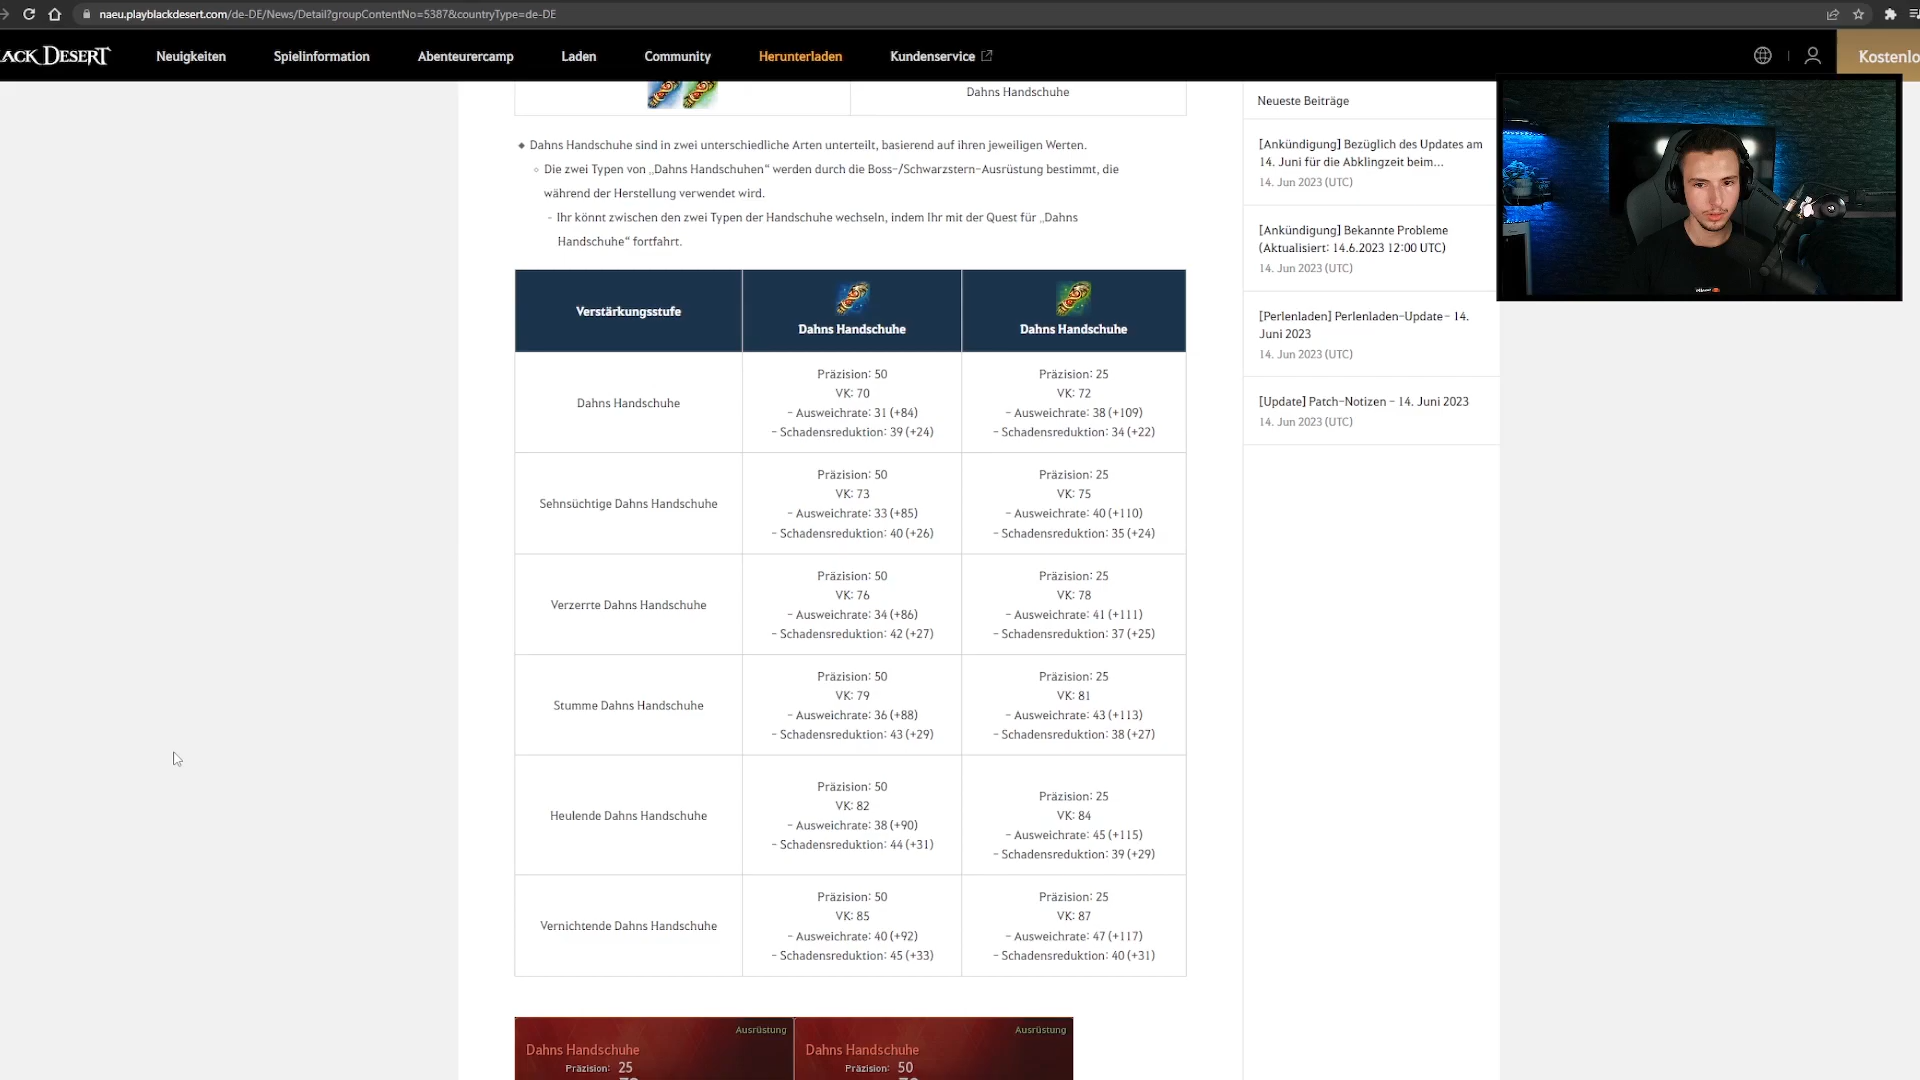 naeu.playblackdesert.com/de-DE/News/Detail?groupContentNo=5387&countryType=de-DE
ACK DESERT
Neuigkeiten
Spielinformation
Abenteurercamp
Laden
Community
Herunterladen
Kundenservice
Kostenlo
Dahns Handschuhe
◆ Dahns Handschuhe sind in zwei unterschiedliche Arten unterteilt, basierend auf ihren jeweiligen Werten.
◦ Die zwei Typen von „Dahns Handschuhen“ werden durch die Boss-/Schwarzstern-Ausrüstung bestimmt, die
während der Herstellung verwendet wird.
- Ihr könnt zwischen den zwei Typen der Handschuhe wechseln, indem Ihr mit der Quest für „Dahns
Handschuhe“ fortfahrt.
Verstärkungsstufe
Dahns Handschuhe
Dahns Handschuhe
Dahns Handschuhe
Präzision: 50
VK: 70
- Ausweichrate: 31 (+84)
- Schadensreduktion: 39 (+24)
Präzision: 25
VK: 72
- Ausweichrate: 38 (+109)
- Schadensreduktion: 34 (+22)
Sehnsüchtige Dahns Handschuhe
Präzision: 50
VK: 73
- Ausweichrate: 33 (+85)
- Schadensreduktion: 40 (+26)
Präzision: 25
VK: 75
- Ausweichrate: 40 (+110)
- Schadensreduktion: 35 (+24)
Verzerrte Dahns Handschuhe
Präzision: 50
VK: 76
- Ausweichrate: 34 (+86)
- Schadensreduktion: 42 (+27)
Präzision: 25
VK: 78
- Ausweichrate: 41 (+111)
- Schadensreduktion: 37 (+25)
Stumme Dahns Handschuhe
Präzision: 50
VK: 79
- Ausweichrate: 36 (+88)
- Schadensreduktion: 43 (+29)
Präzision: 25
VK: 81
- Ausweichrate: 43 (+113)
- Schadensreduktion: 38 (+27)
Heulende Dahns Handschuhe
Präzision: 50
VK: 82
- Ausweichrate: 38 (+90)
- Schadensreduktion: 44 (+31)
Präzision: 25
VK: 84
- Ausweichrate: 45 (+115)
- Schadensreduktion: 39 (+29)
Vernichtende Dahns Handschuhe
Präzision: 50
VK: 85
- Ausweichrate: 40 (+92)
- Schadensreduktion: 45 (+33)
Präzision: 25
VK: 87
- Ausweichrate: 47 (+117)
- Schadensreduktion: 40 (+31)
Ausrüstung
Dahns Handschuhe
Präzision: 25
Ausrüstung
Dahns Handschuhe
Präzision: 50
Neueste Beiträge
[Ankündigung] Bezüglich des Updates am
14. Juni für die Abklingzeit beim...
14. Jun 2023 (UTC)
[Ankündigung] Bekannte Probleme
(Aktualisiert: 14.6.2023 12:00 UTC)
14. Jun 2023 (UTC)
[Perlenladen] Perlenladen-Update- 14.
Juni 2023
14. Jun 2023 (UTC)
[Update] Patch-Notizen - 14. Juni 2023
14. Jun 2023 (UTC)